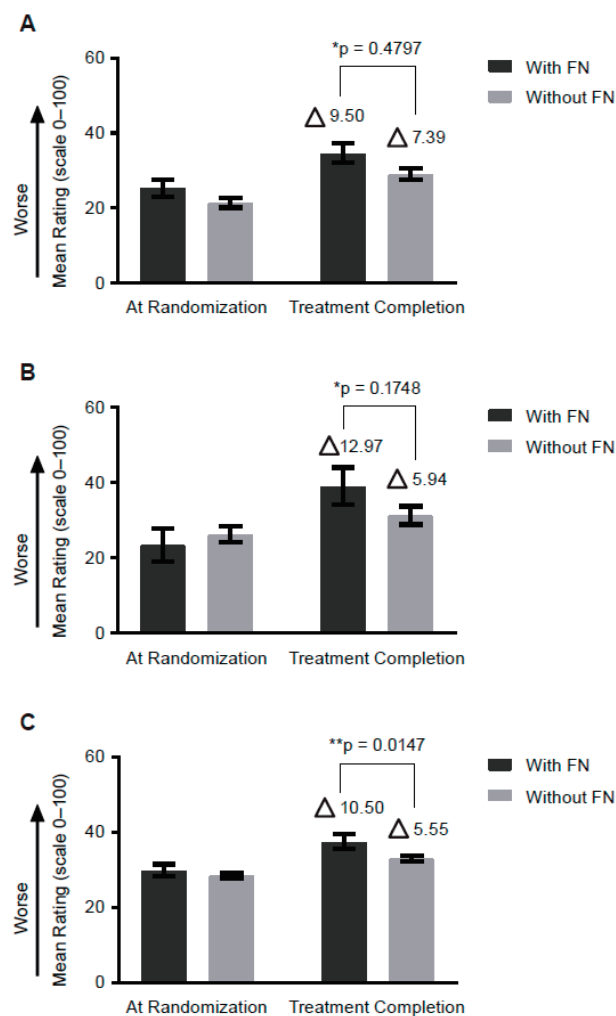 A
*p = 0.4797
With FN
Without FN
Worse
Mean Rating (scale 0–100)
60
40
20
0
△ 9.50
△ 7.39
At Randomization
Treatment Completion
B
*p = 0.1748
With FN
Without FN
Worse
Mean Rating (scale 0–100)
60
40
20
0
△ 12.97
△ 5.94
At Randomization
Treatment Completion
C
**p = 0.0147
With FN
Without FN
Worse
Mean Rating (scale 0–100)
60
40
20
0
△ 10.50
△ 5.55
At Randomization
Treatment Completion